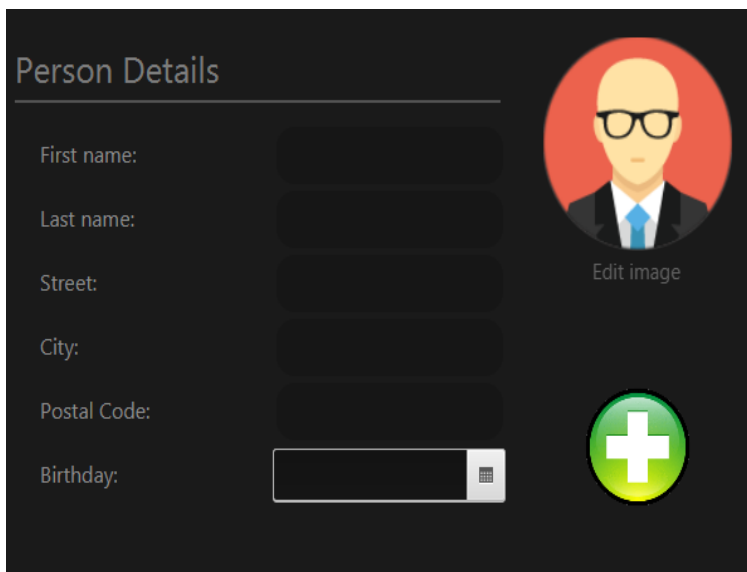 Person Details
First name:
Last name:
Street:
City:
Postal Code:
Birthday:
Edit image